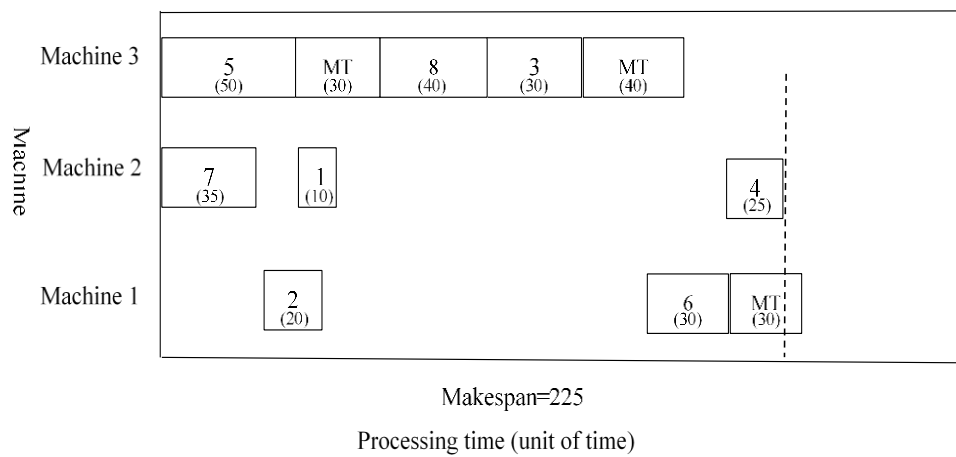 Machine 3
5
(50)
MT
(30)
8
(40)
3
(30)
MT
(40)
Machine
Machine 2
7
(35)
1
(10)
4
(25)
Machine 1
2
(20)
6
(30)
MT
(30)
Makespan=225
Processing time (unit of time)